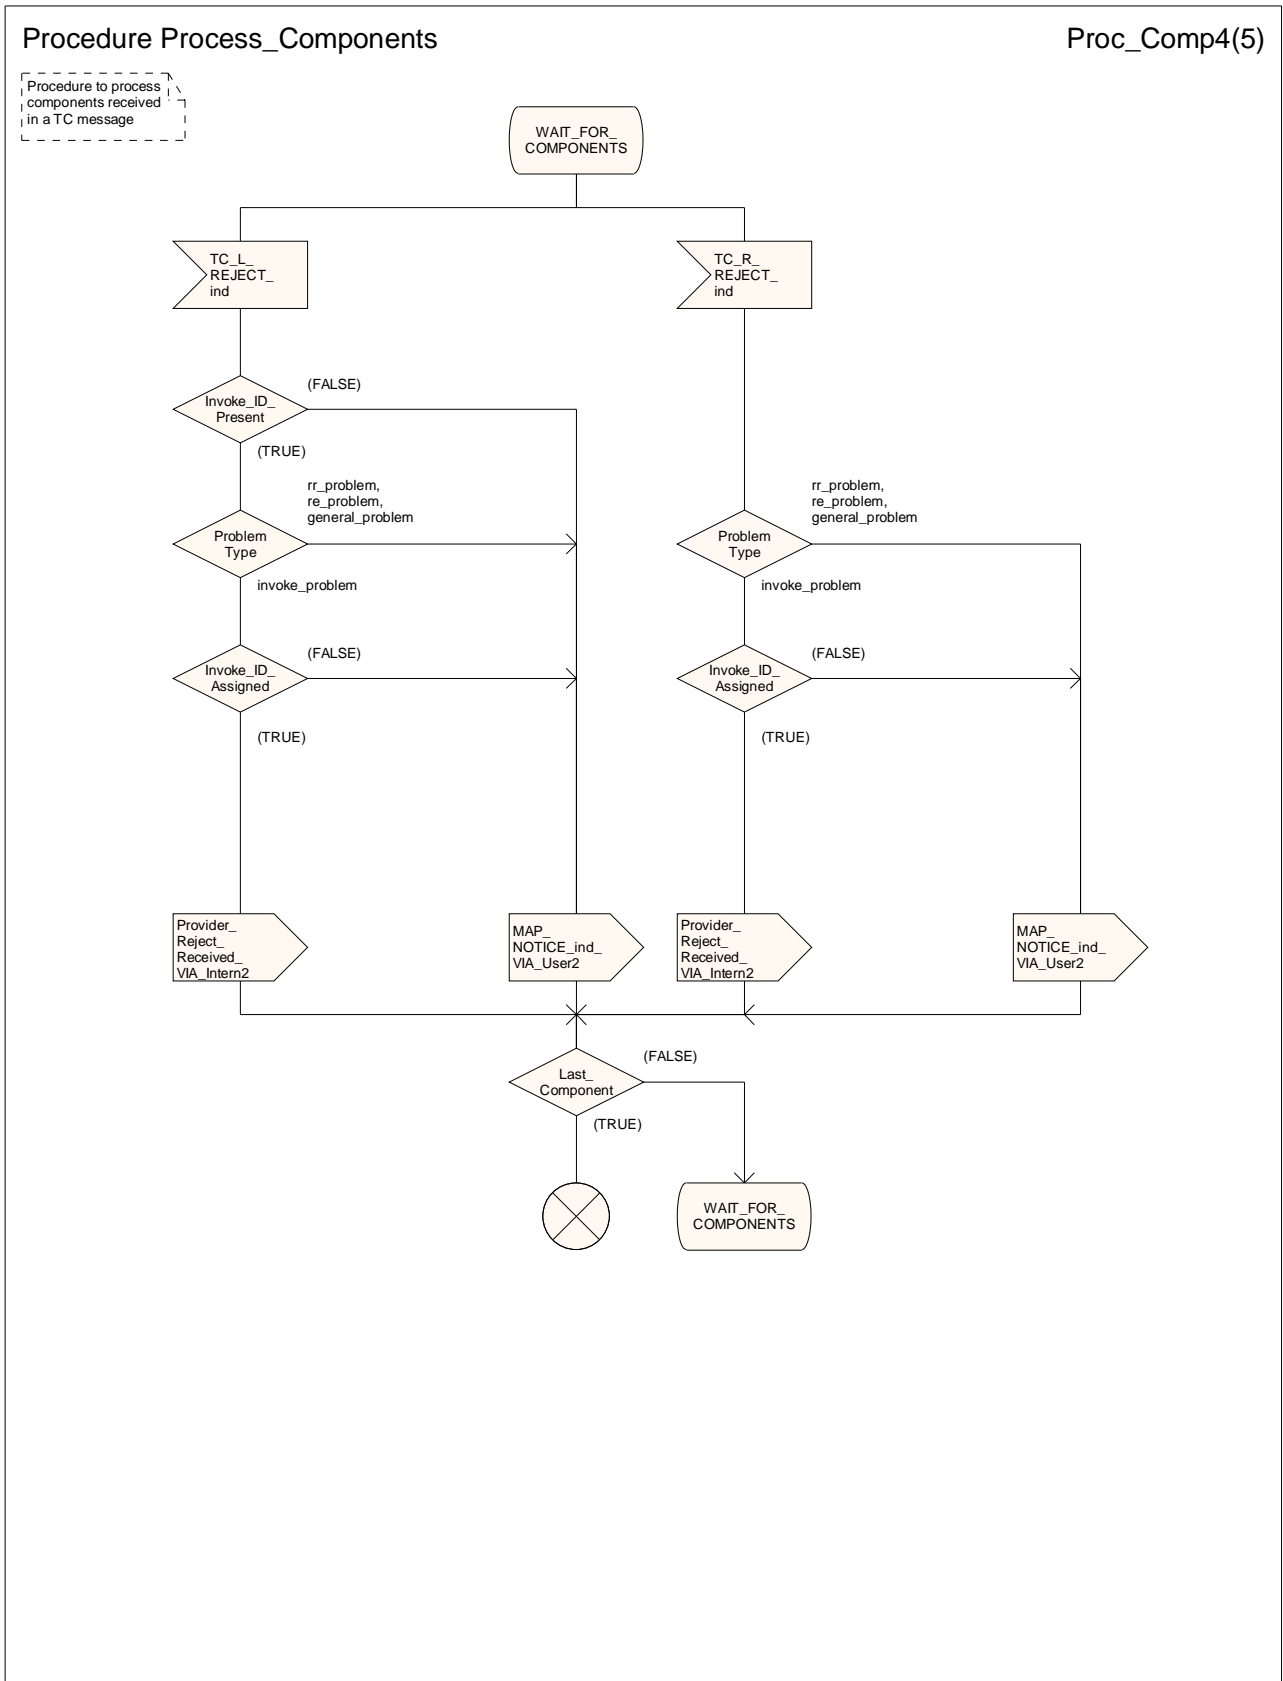 Procedure Process_Components
Proc_Comp4(5)
Procedure to process
components received
in a TC message
WAIT_FOR_
COMPONENTS
TC_L_
REJECT_
ind
TC_R_
REJECT_
ind
Invoke_ID_
Present
(FALSE)
(TRUE)
rr_problem,
re_problem,
general_problem
Problem
Type
invoke_problem
rr_problem,
re_problem,
general_problem
Problem
Type
invoke_problem
Invoke_ID_
Assigned
(FALSE)
(TRUE)
Invoke_ID_
Assigned
(FALSE)
(TRUE)
Provider_
Reject_
Received_
VIA_Intern2
MAP_
NOTICE_ind_
VIA_User2
Provider_
Reject_
Received_
VIA_Intern2
MAP_
NOTICE_ind_
VIA_User2
Last_
Component
(FALSE)
(TRUE)
WAIT_FOR_
COMPONENTS